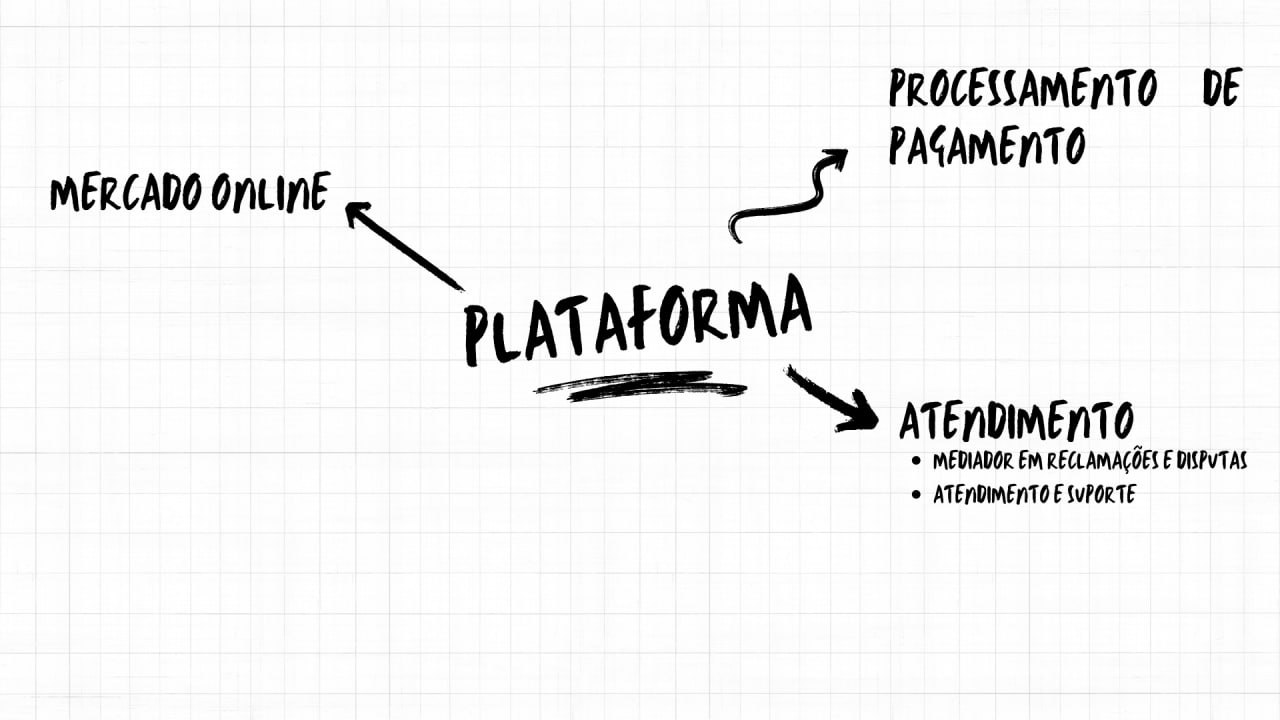 PROCESSAMENTO DE
PAGAMENTO
MERCADO ONLINE
PLATAFORMA
ATENDIMENTO
• MEDIADOR EM RECLAMAÇÕES E DISPUTAS
• ATENDIMENTO E SUPORTE